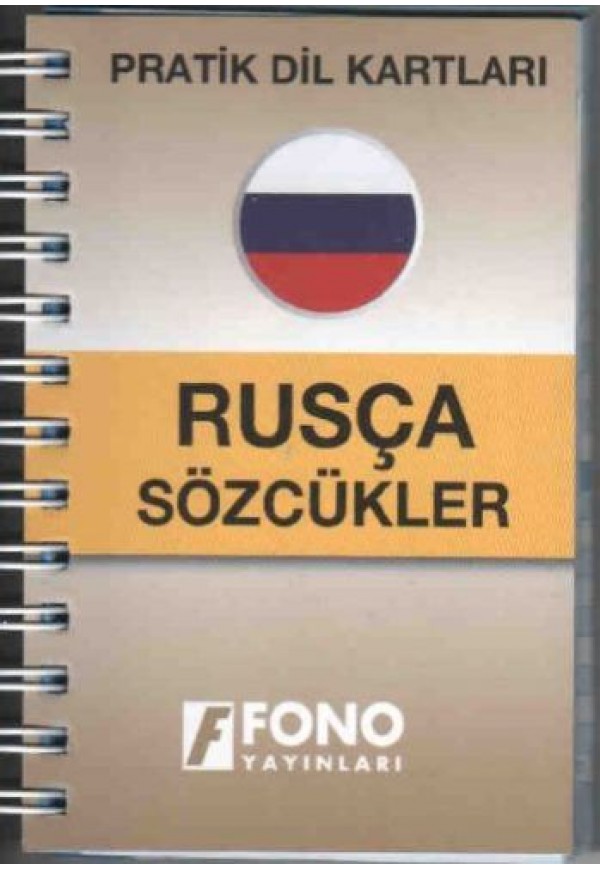 PRATİK DİL KARTLARI
RUSÇA
SÖZCÜKLER
FONO
YAYINLARI